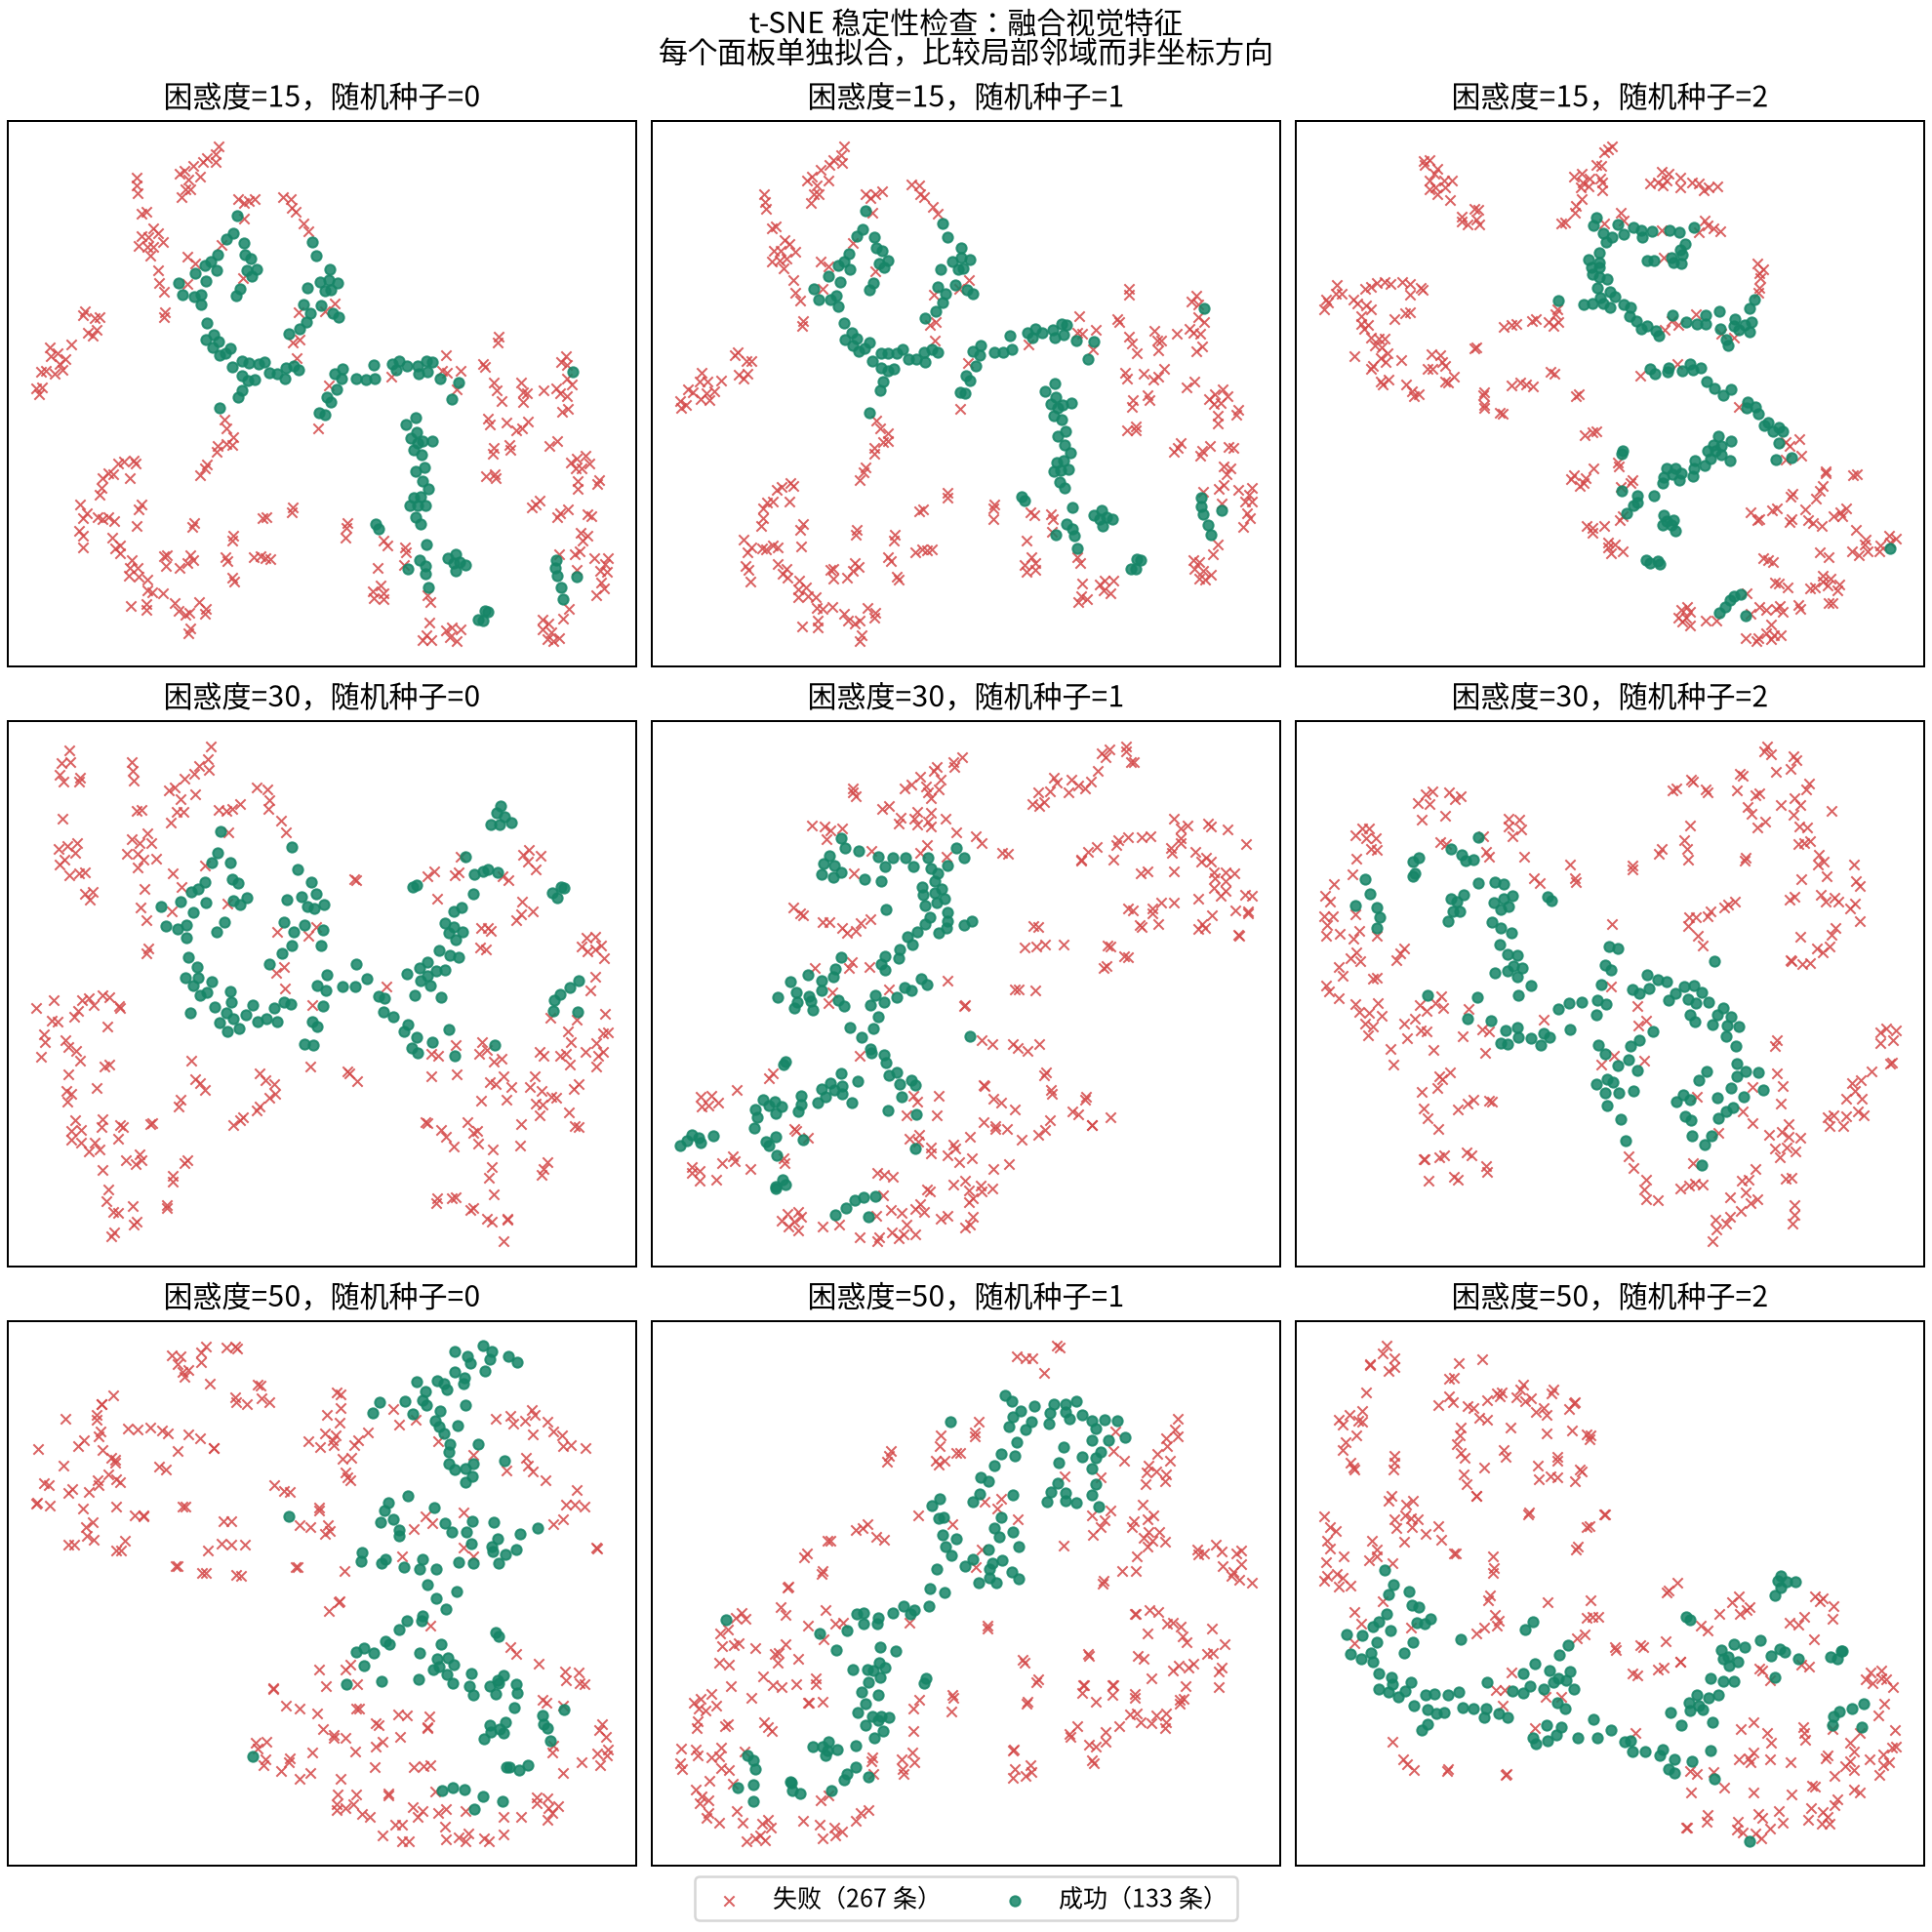 t-SNE 稳定性检查：融合视觉特征
每个面板单独拟合，比较局部邻域而非坐标方向
困惑度=15，随机种子=0
困惑度=15，随机种子=1
困惑度=15，随机种子=2
困惑度=30，随机种子=0
困惑度=30，随机种子=1
困惑度=30，随机种子=2
困惑度=50，随机种子=0
困惑度=50，随机种子=1
困惑度=50，随机种子=2
失败（267 条）
成功（133 条）